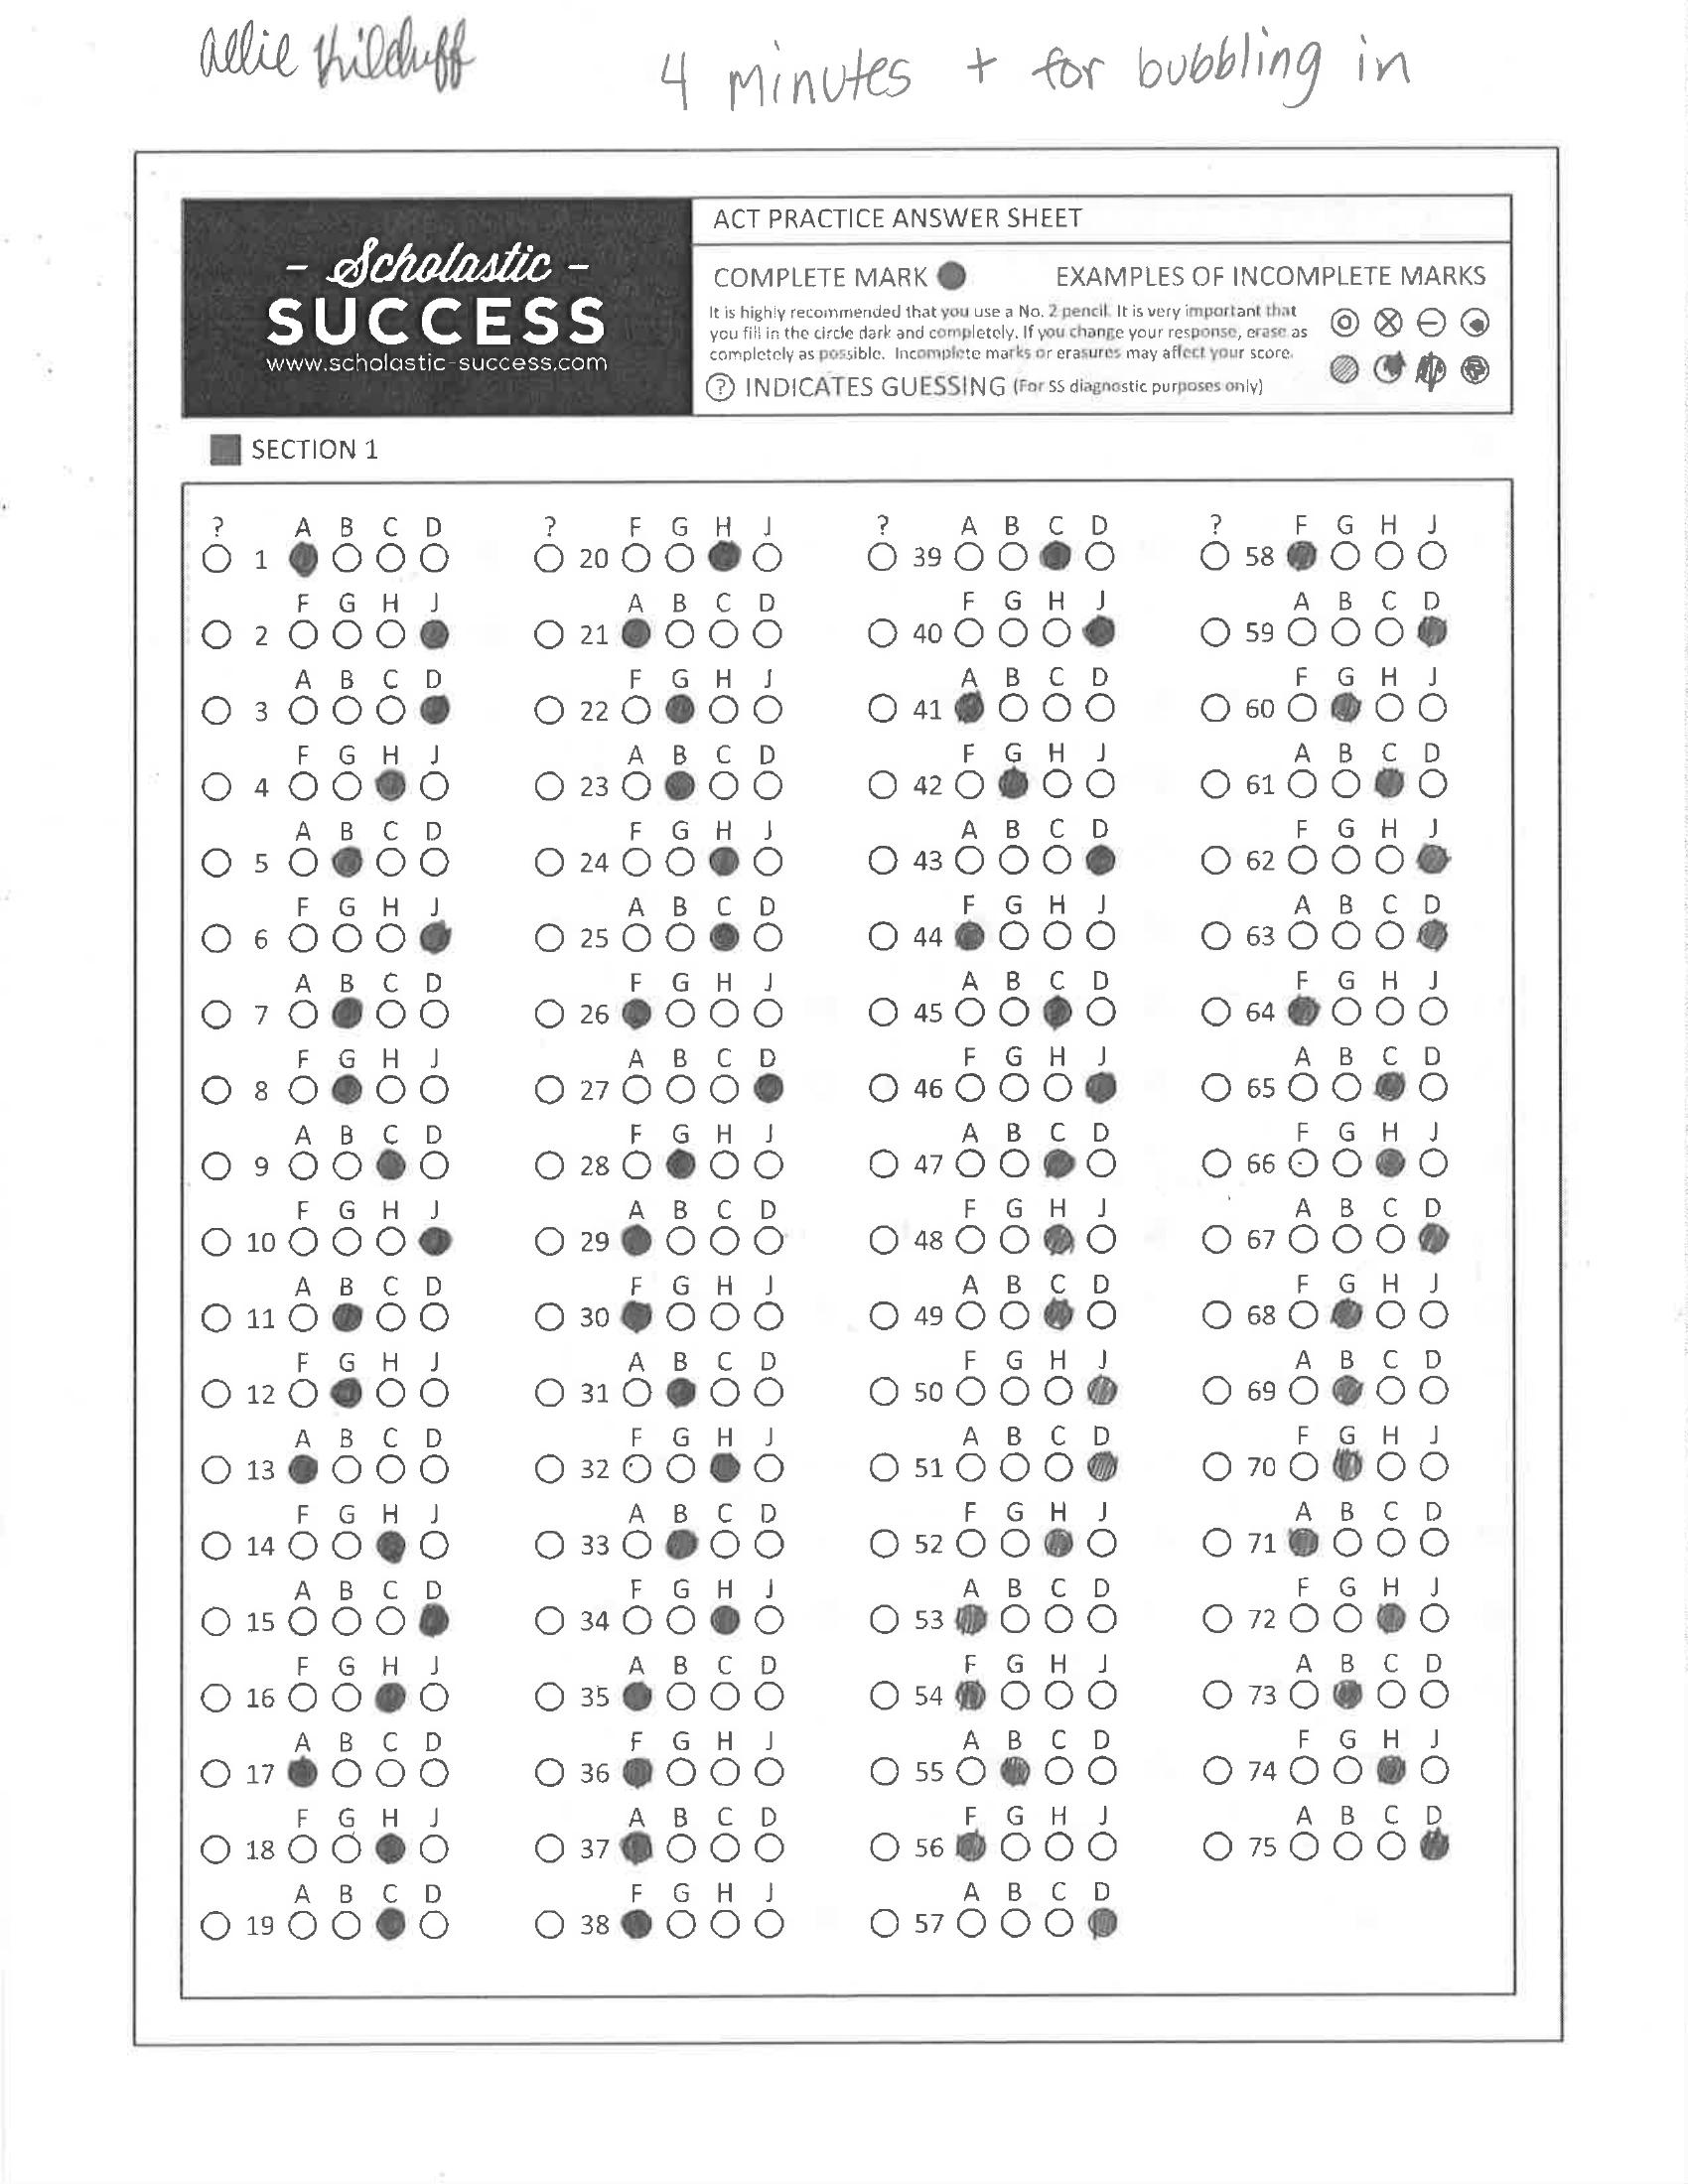 allie Kilduff
4 minutes + for bubbling in
- Scholastic -
SUCCESS
www.scholastic-success.com
ACT PRACTICE ANSWER SHEET
COMPLETE MARK
EXAMPLES OF INCOMPLETE MARKS
It is highly recommended that you use a No. 2 pencil. It is very important that
you fill in the circle dark and completely. If you change your response, erase as
completely as possible. Incomplete marks or erasures may affect your score.
(?) INDICATES GUESSING (For SS diagnostic purposes only)
SECTION 1
? A B C D
1
F G H J
2
A B C D
3
F G H J
4
A B C D
5
F G H J
6
A B C D
7
F G H J
8
A B C D
9
F G H J
10
A B C D
11
F G H J
12
A B C D
13
F G H J
14
A B C D
15
F G H J
16
A B C D
17
F G H J
18
A B C D
19
? F G H J
20
A B C D
21
F G H J
22
A B C D
23
F G H J
24
A B C D
25
F G H J
26
A B C D
27
F G H J
28
A B C D
29
F G H J
30
A B C D
31
F G H J
32
A B C D
33
F G H J
34
A B C D
35
F G H J
36
A B C D
37
F G H J
38
? A B C D
39
F G H J
40
A B C D
41
F G H J
42
A B C D
43
F G H J
44
A B C D
45
F G H J
46
A B C D
47
F G H J
48
A B C D
49
F G H J
50
A B C D
51
F G H J
52
A B C D
53
F G H J
54
A B C D
55
F G H J
56
A B C D
57
? F G H J
58
A B C D
59
F G H J
60
A B C D
61
F G H J
62
A B C D
63
F G H J
64
A B C D
65
F G H J
66
A B C D
67
F G H J
68
A B C D
69
F G H J
70
A B C D
71
F G H J
72
A B C D
73
F G H J
74
A B C D
75